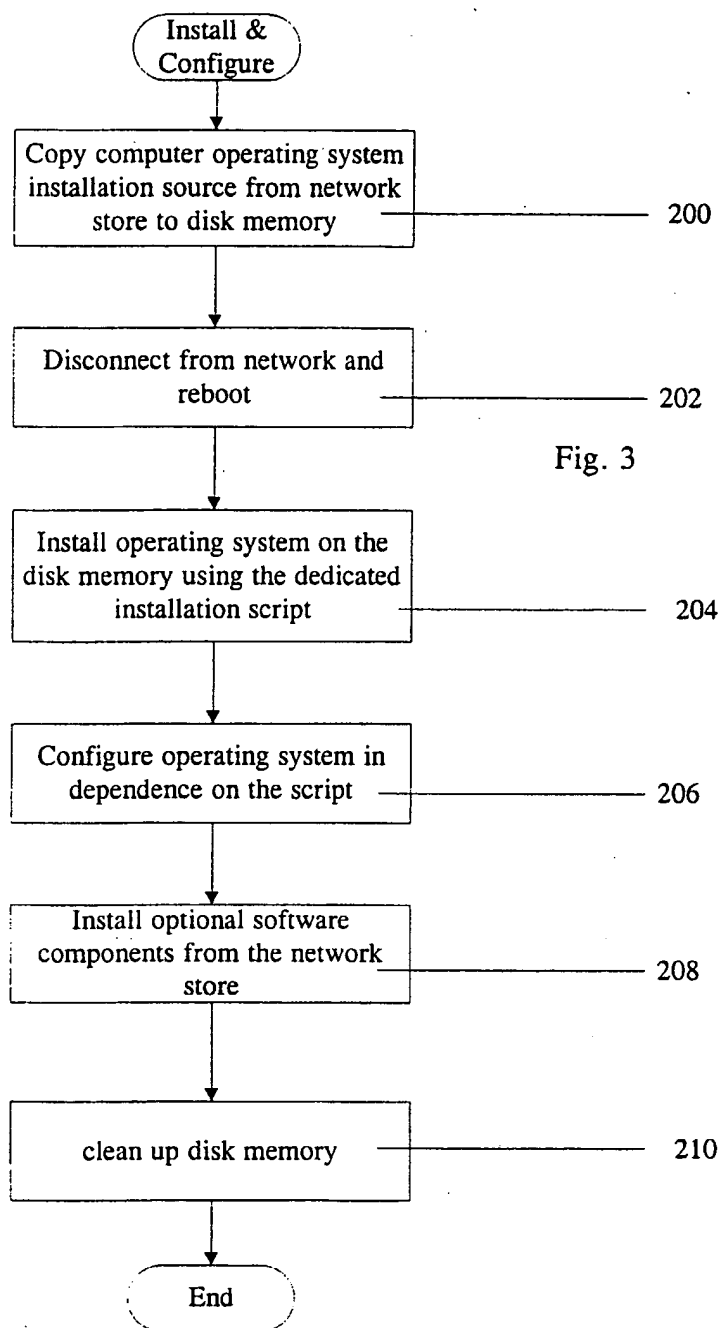 Install &
Configure
Copy computer operating system
installation source from network
store to disk memory
200
Disconnect from network and
reboot
202
Fig. 3
Install operating system on the
disk memory using the dedicated
installation script
204
Configure operating system in
dependence on the script
206
Install optional software
components from the network
store
208
clean up disk memory
210
End